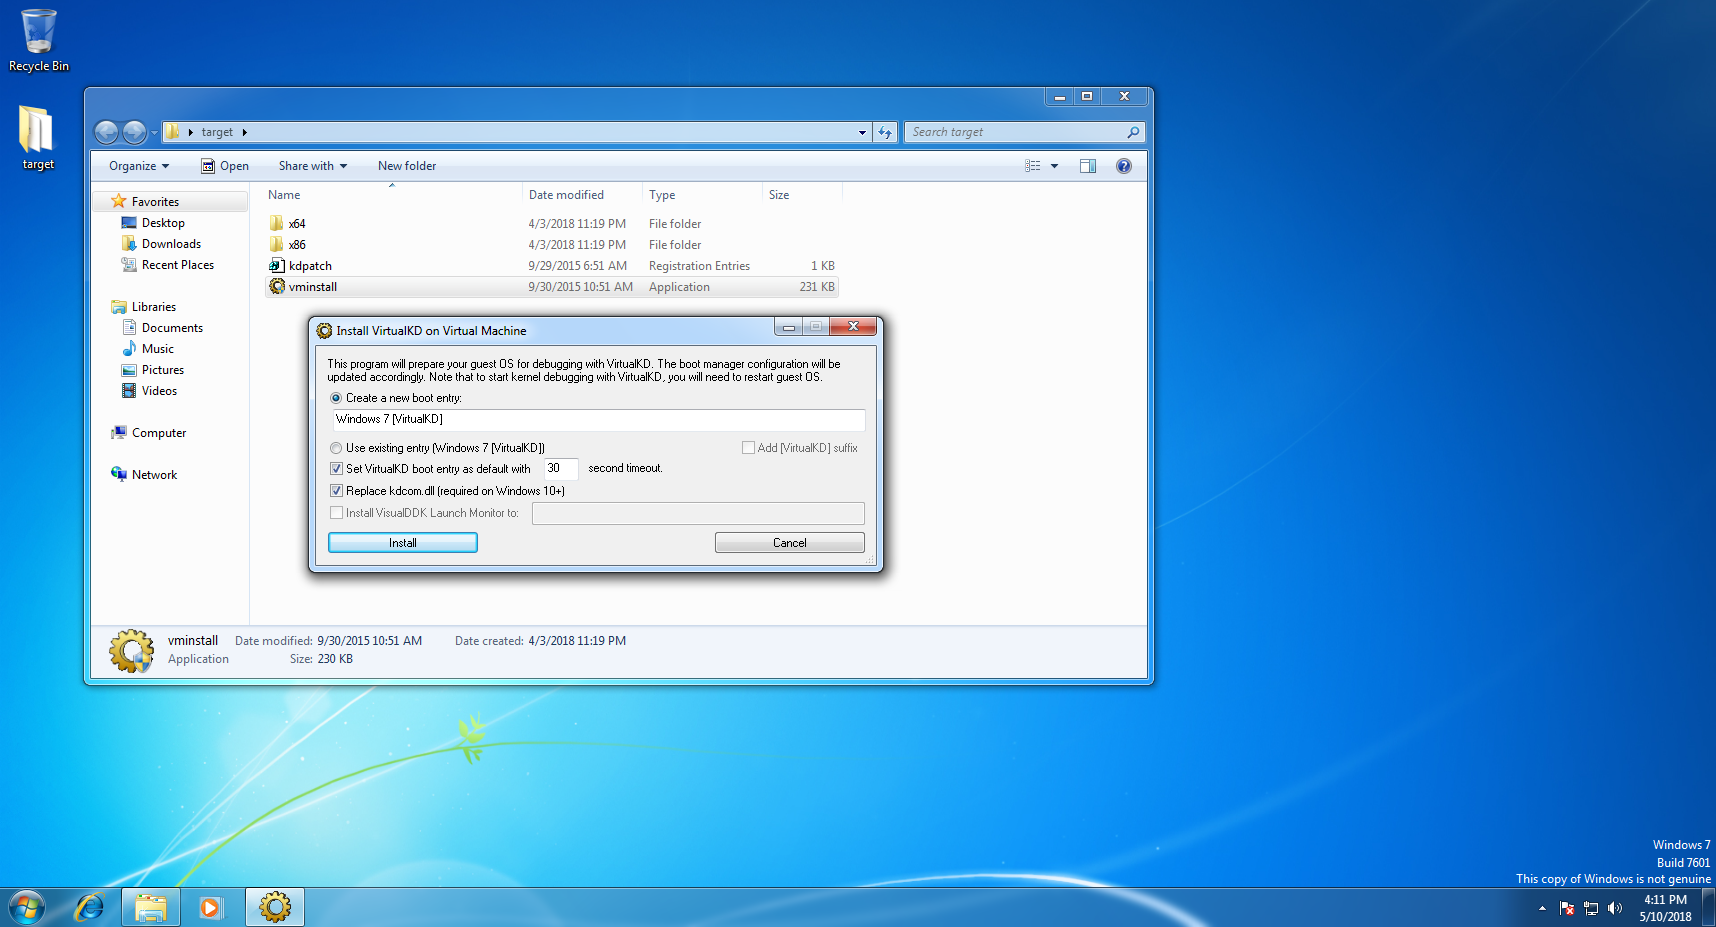 Recycle Bin
target
target
Search target
Organize
Open
Share with
New folder
Name
Date modified
Type
Size
Favorites
Desktop
Downloads
Recent Places
Libraries
Documents
Music
Pictures
Videos
Computer
Network
x64 4/3/2018 11:19 PM File folder
x86 4/3/2018 11:19 PM File folder
kdpatch 9/29/2015 6:51 AM Registration Entries 1 KB
vminstall 9/30/2015 10:51 AM Application 231 KB
Install VirtualKD on Virtual Machine
This program will prepare your guest OS for debugging with VirtualKD. The boot manager configuration will be
updated accordingly. Note that to start kernel debugging with VirtualKD, you will need to restart guest OS.
Create a new boot entry:
Windows 7 [VirtualKD]
Use existing entry (Windows 7 [VirtualKD]) Add [VirtualKD] suffix
Set VirtualKD boot entry as default with 30 second timeout.
Replace kdcom.dll (required on Windows 10+)
Install VisualDDK Launch Monitor to:
Install
Cancel
vminstall Date modified: 9/30/2015 10:51 AM Date created: 4/3/2018 11:19 PM
Application Size: 230 KB
Windows 7
Build 7601
This copy of Windows is not genuine
4:11 PM
5/10/2018